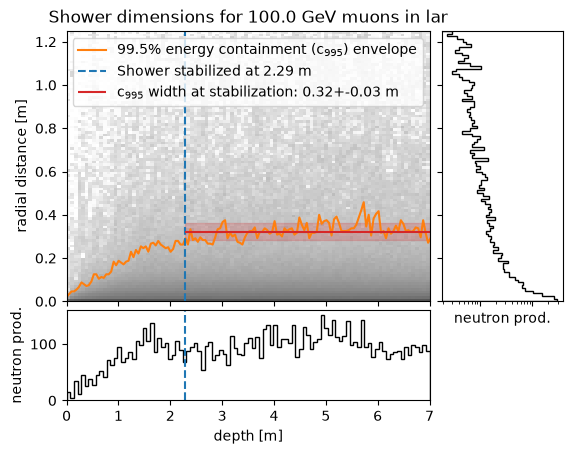 Shower dimensions for 100.0 GeV muons in lar
99.5% energy containment (c₉₉₅) envelope
Shower stabilized at 2.29 m
c₉₉₅ width at stabilization: 0.32+-0.03 m
radial distance [m]
1.2
1.0
0.8
0.6
0.4
0.2
0.0
neutron prod.
neutron prod.
100
0
0 1 2 3 4 5 6 7
depth [m]